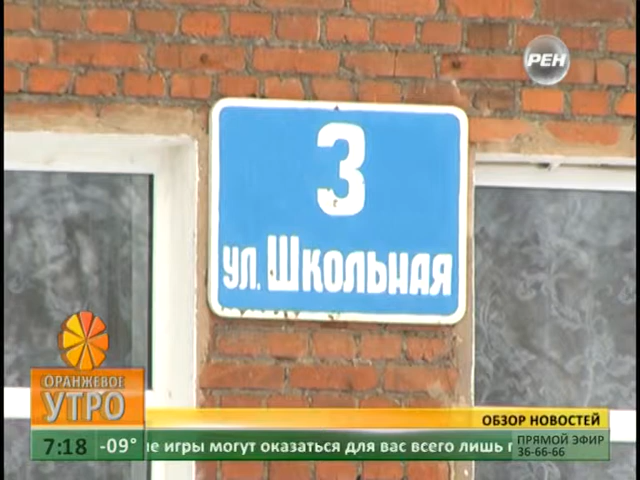 РЕН
3
ул. Школьная
ОРАНЖЕВОЕ
УТРО
ОБЗОР НОВОСТЕЙ
7:18 -09° ые игры могут оказаться для вас всего лишь
ПРЯМОЙ ЭФИР
36-66-66